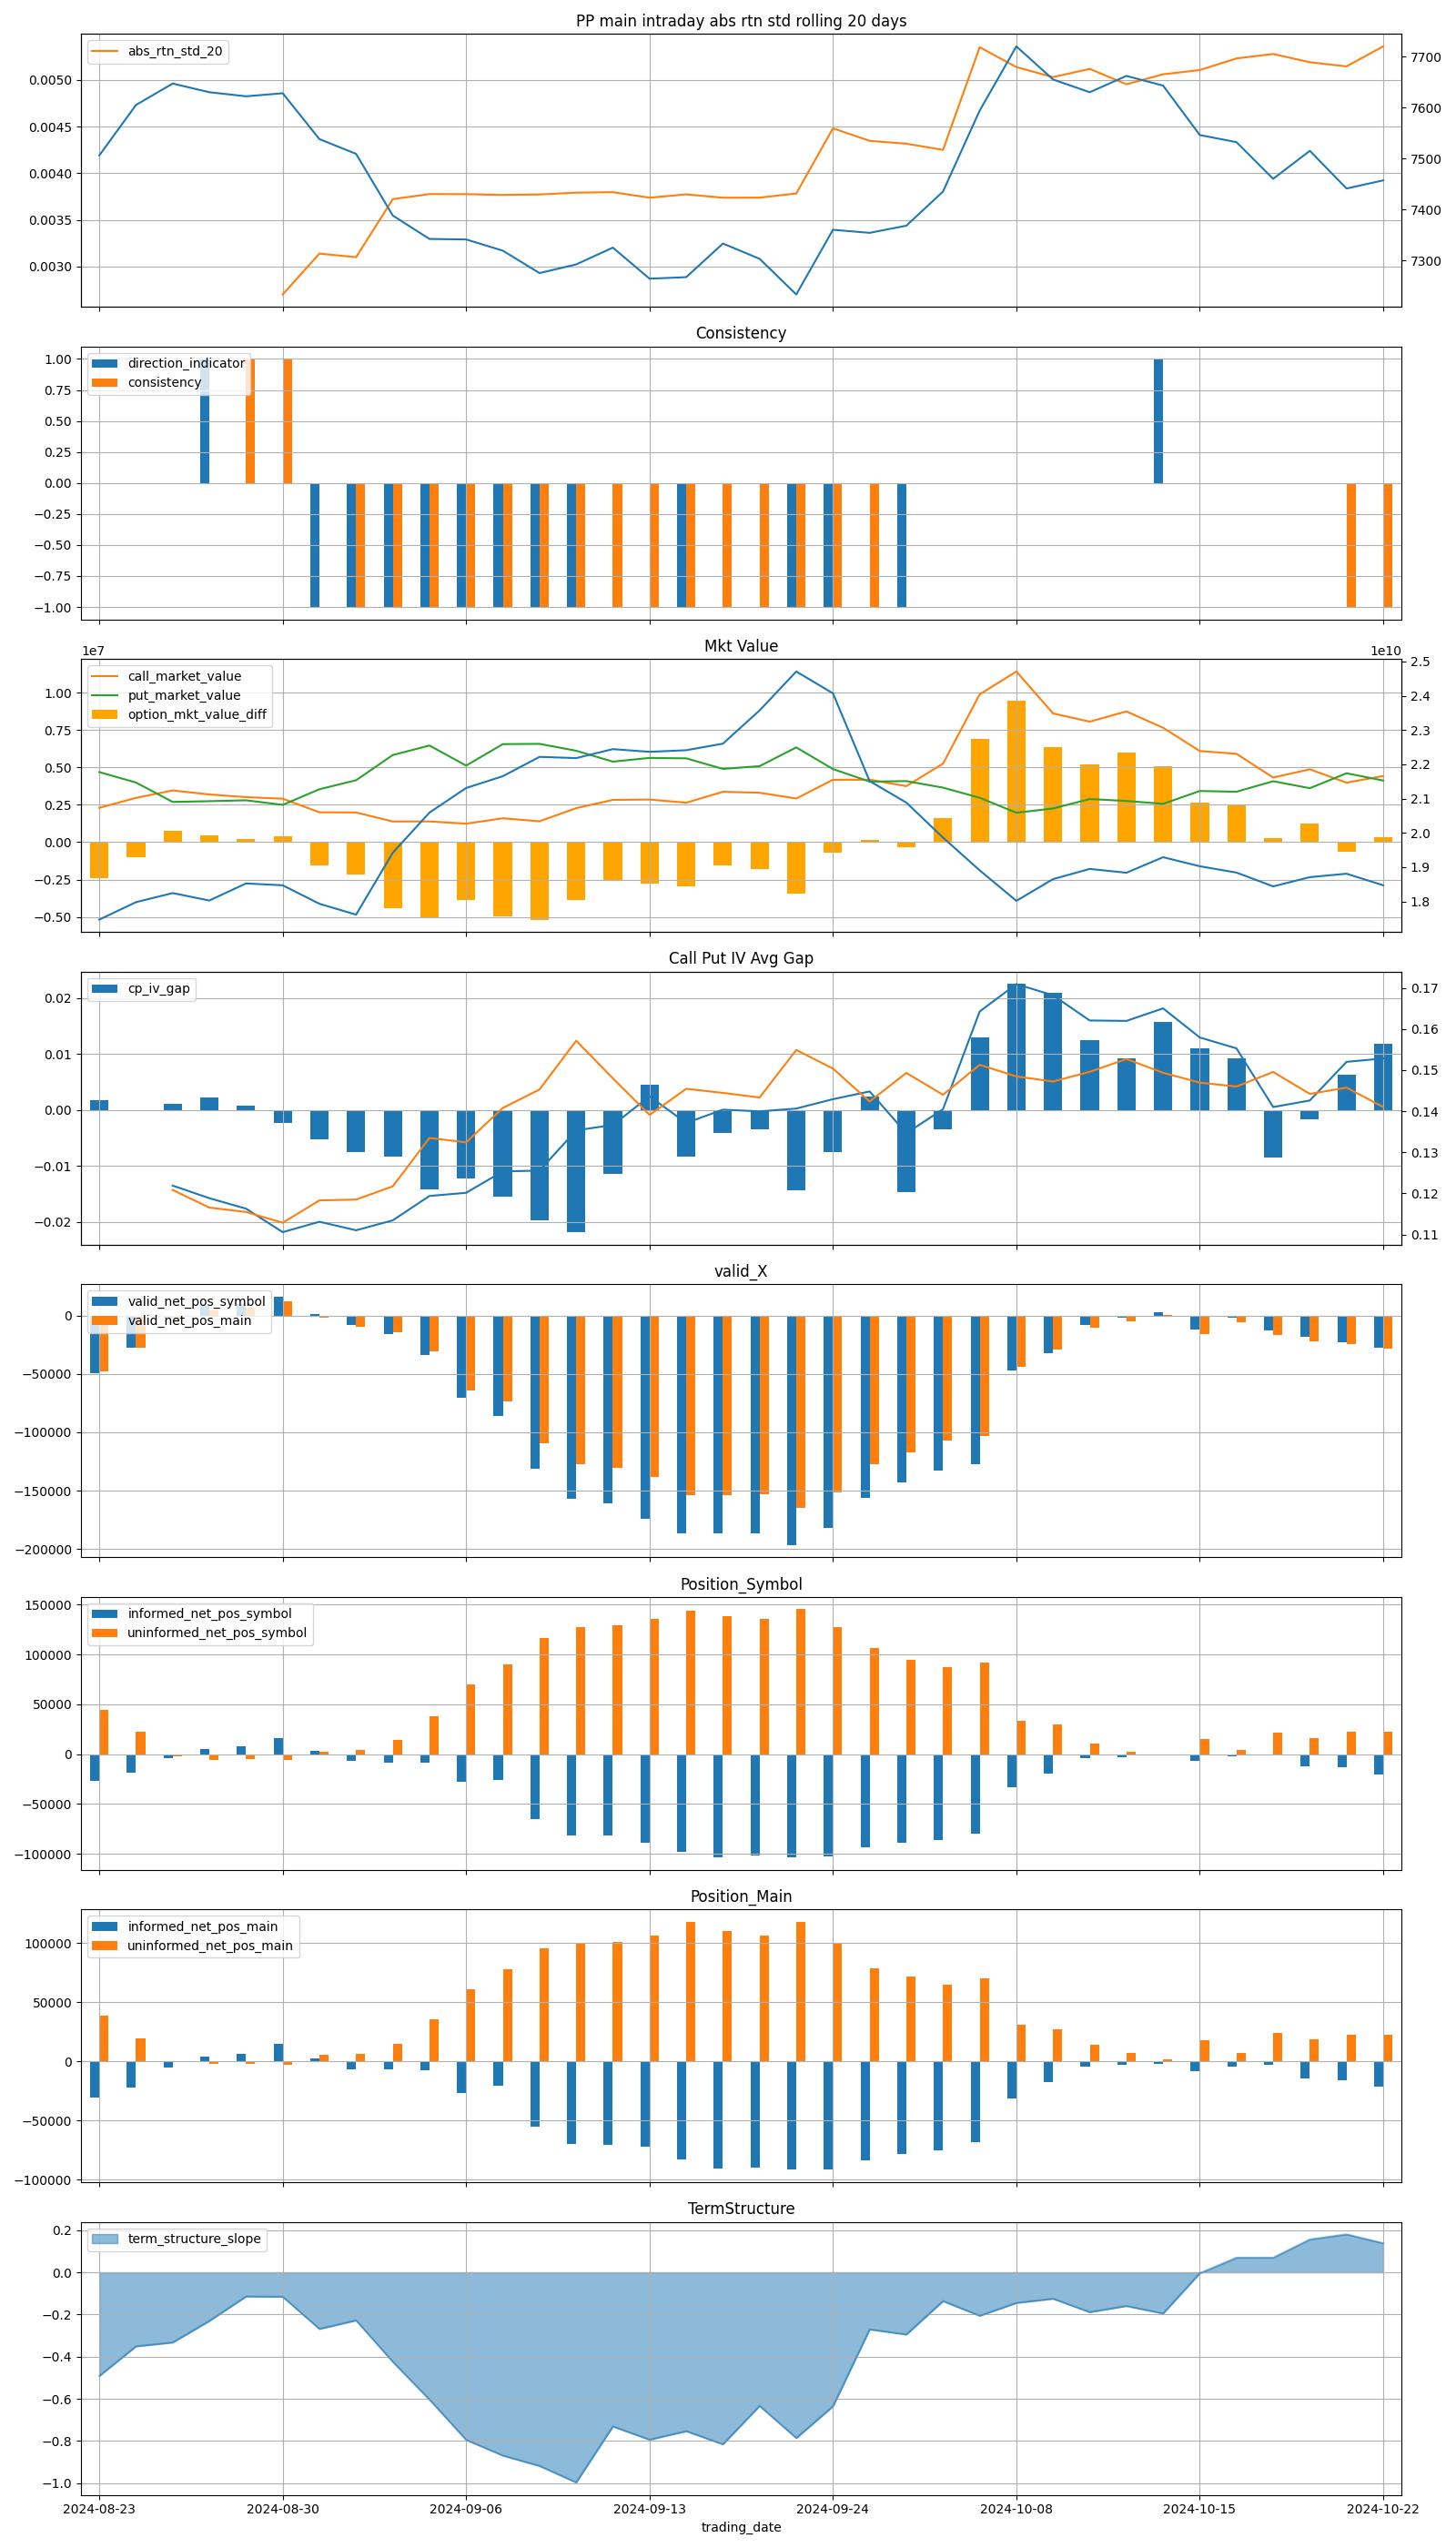 PP main intraday abs rtn std rolling 20 days
abs_rtn_std_20
0.0050
0.0045
0.0040
0.0035
0.0030
7700
7600
7500
7400
7300
Consistency
direction_indicator
consistency
1.00
0.75
0.50
0.25
0.00
−0.25
−0.50
−0.75
−1.00
Mkt Value
1e7
1e10
call_market_value
put_market_value
option_mkt_value_diff
1.00
0.75
0.50
0.25
0.00
−0.25
−0.50
2.5
2.4
2.3
2.2
2.1
2.0
1.9
1.8
Call Put IV Avg Gap
cp_iv_gap
0.02
0.01
0.00
−0.01
−0.02
0.17
0.16
0.15
0.14
0.13
0.12
0.11
valid_X
valid_net_pos_symbol
valid_net_pos_main
0
−50000
−100000
−150000
−200000
Position_Symbol
informed_net_pos_symbol
uninformed_net_pos_symbol
150000
100000
50000
0
−50000
−100000
Position_Main
informed_net_pos_main
uninformed_net_pos_main
100000
50000
0
−50000
−100000
TermStructure
term_structure_slope
0.2
0.0
−0.2
−0.4
−0.6
−0.8
−1.0
2024-08-23 2024-08-30 2024-09-06 2024-09-13 2024-09-24 2024-10-08 2024-10-15 2024-10-22
trading_date